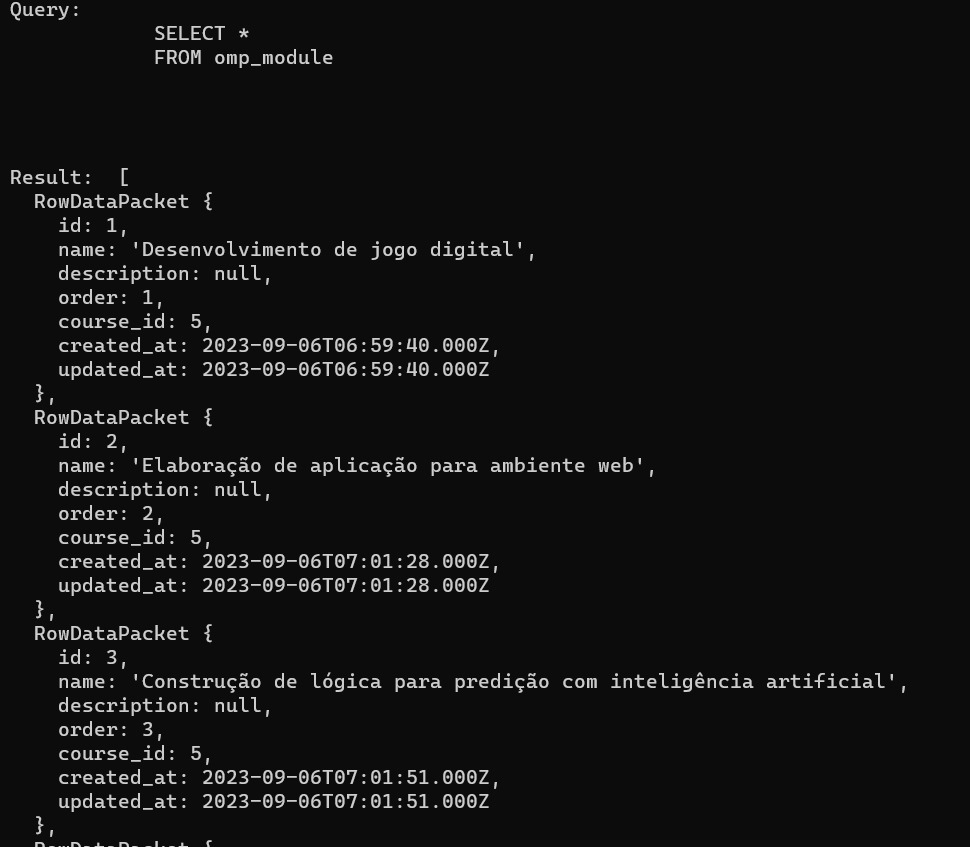 Query:
SELECT *
FROM omp_module
Result:  [
RowDataPacket {
id: 1,
name: 'Desenvolvimento de jogo digital',
description: null,
order: 1,
course_id: 5,
created_at: 2023-09-06T06:59:40.000Z,
updated_at: 2023-09-06T06:59:40.000Z
},
RowDataPacket {
id: 2,
name: 'Elaboração de aplicação para ambiente web',
description: null,
order: 2,
course_id: 5,
created_at: 2023-09-06T07:01:28.000Z,
updated_at: 2023-09-06T07:01:28.000Z
},
RowDataPacket {
id: 3,
name: 'Construção de lógica para predição com inteligência artificial',
description: null,
order: 3,
course_id: 5,
created_at: 2023-09-06T07:01:51.000Z,
updated_at: 2023-09-06T07:01:51.000Z
},
RowDataPacket {